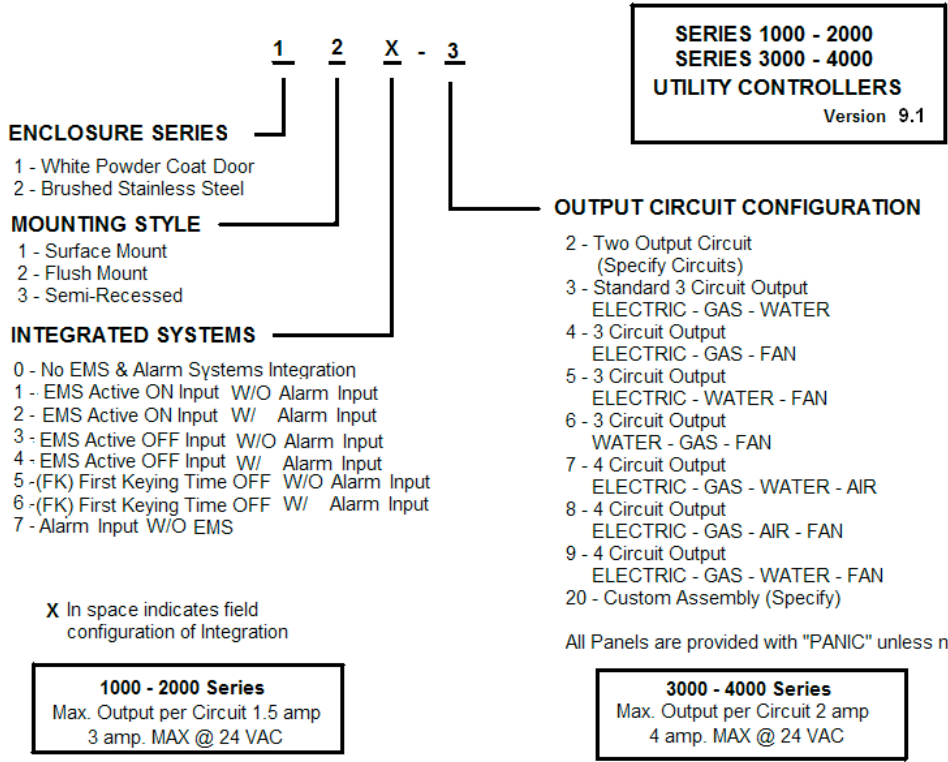 1 2 X - 3
SERIES 1000 - 2000
SERIES 3000 - 4000
UTILITY CONTROLLERS
Version 9.1
ENCLOSURE SERIES
1 - White Powder Coat Door
2 - Brushed Stainless Steel
MOUNTING STYLE
1 - Surface Mount
2 - Flush Mount
3 - Semi-Recessed
INTEGRATED SYSTEMS
0 - No EMS & Alarm Systems Integration
1 - EMS Active ON Input W/O Alarm Input
2 - EMS Active ON Input W/ Alarm Input
3 - EMS Active OFF Input W/O Alarm Input
4 - EMS Active OFF Input W/ Alarm Input
5 -(FK) First Keying Time OFF W/O Alarm Input
6 -(FK) First Keying Time OFF W/ Alarm Input
7 - Alarm Input W/O EMS
X In space indicates field
configuration of Integration
1000 - 2000 Series
Max. Output per Circuit 1.5 amp
3 amp. MAX @ 24 VAC
OUTPUT CIRCUIT CONFIGURATION
2 - Two Output Circuit
(Specify Circuits)
3 - Standard 3 Circuit Output
ELECTRIC - GAS - WATER
4 - 3 Circuit Output
ELECTRIC - GAS - FAN
5 - 3 Circuit Output
ELECTRIC - WATER - FAN
6 - 3 Circuit Output
WATER - GAS - FAN
7 - 4 Circuit Output
ELECTRIC - GAS - WATER - AIR
8 - 4 Circuit Output
ELECTRIC - GAS - AIR - FAN
9 - 4 Circuit Output
ELECTRIC - GAS - WATER - FAN
20 - Custom Assembly (Specify)
All Panels are provided with "PANIC" unless n
3000 - 4000 Series
Max. Output per Circuit 2 amp
4 amp. MAX @ 24 VAC